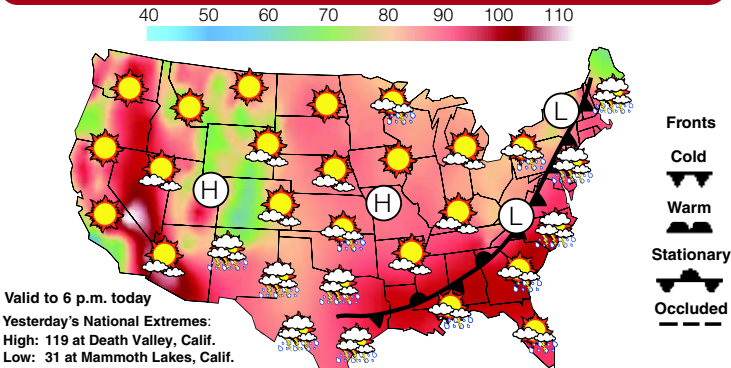 40 50 60 70 80 90 100 110
L
H
H
L
Fronts
Cold
Warm
Stationary
Occluded
Valid to 6 p.m. today
Yesterday's National Extremes:
High: 119 at Death Valley, Calif.
Low: 31 at Mammoth Lakes, Calif.